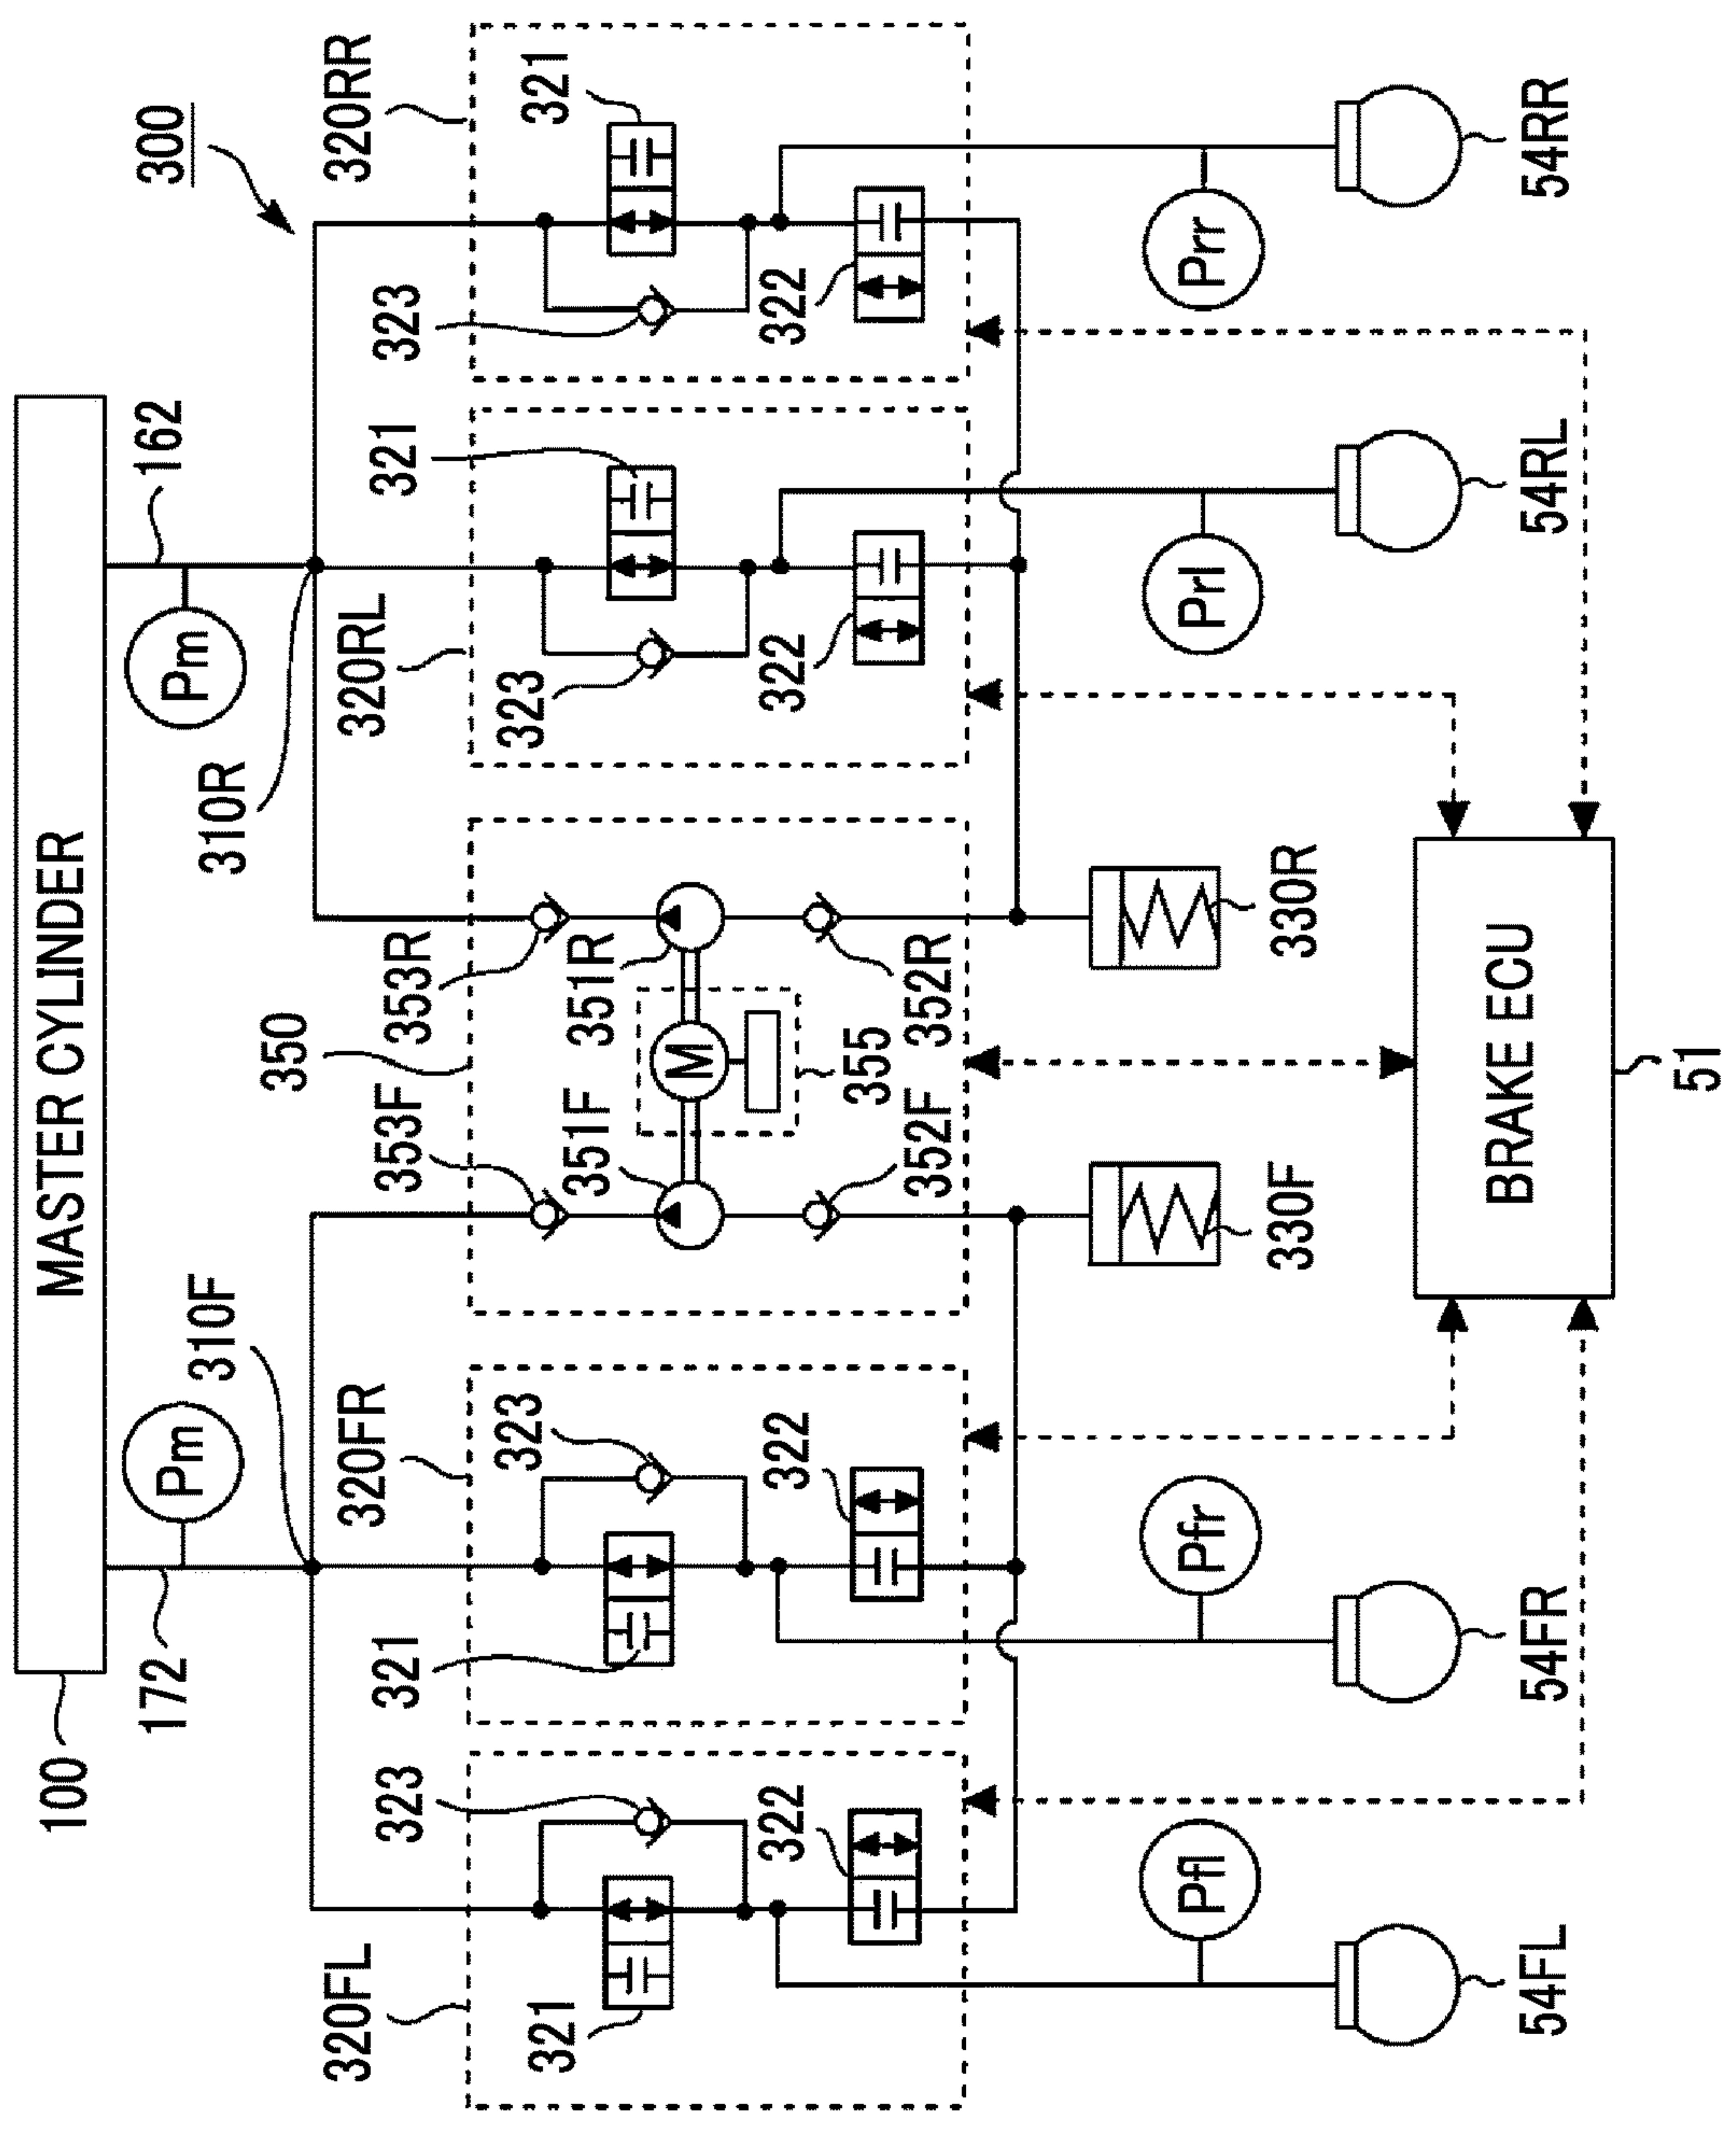 100
MASTER CYLINDER
172
Pm
Pm
162
300
310F
310R
350
320FL
320FR
320RL
320RR
323
321
353F
353R
321
323
321
323
351F
351R
323
321
322
322
322
322
355
352F
352R
Pfl
Pfr
Prl
Prr
330F
330R
BRAKE ECU
54FL
54FR
54RL
54RR
51